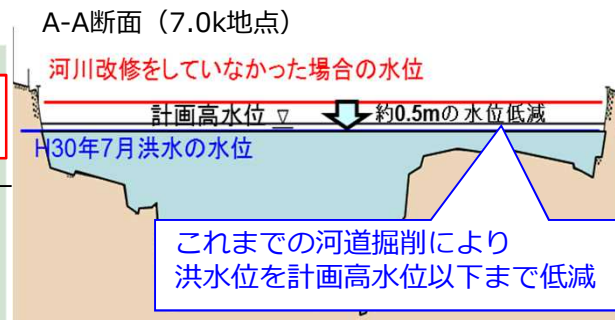 A-A断面（7.0k地点）
河川改修をしていなかった場合の水位
計画高水位 ▽ 約0.5mの水位低減
H30年7月洪水の水位
これまでの河道掘削により
洪水位を計画高水位以下まで低減